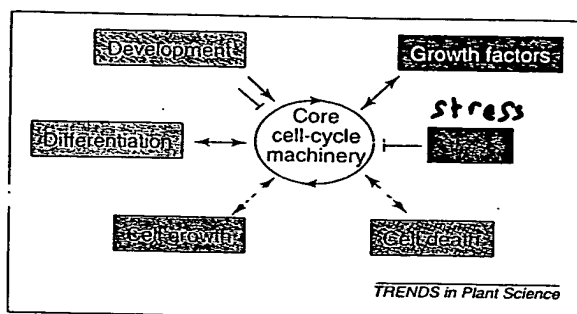 Development
Growth factors
stress
Core
cell-cycle
machinery
Differentiation
Cell growth
Cell death
TRENDS in Plant Science